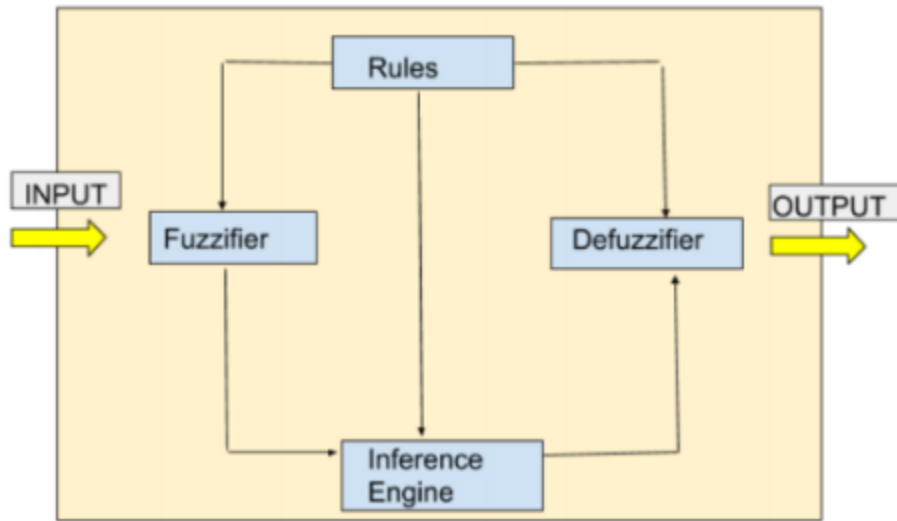 Rules
INPUT
Fuzzifier
Defuzzifier
OUTPUT
Inference
Engine